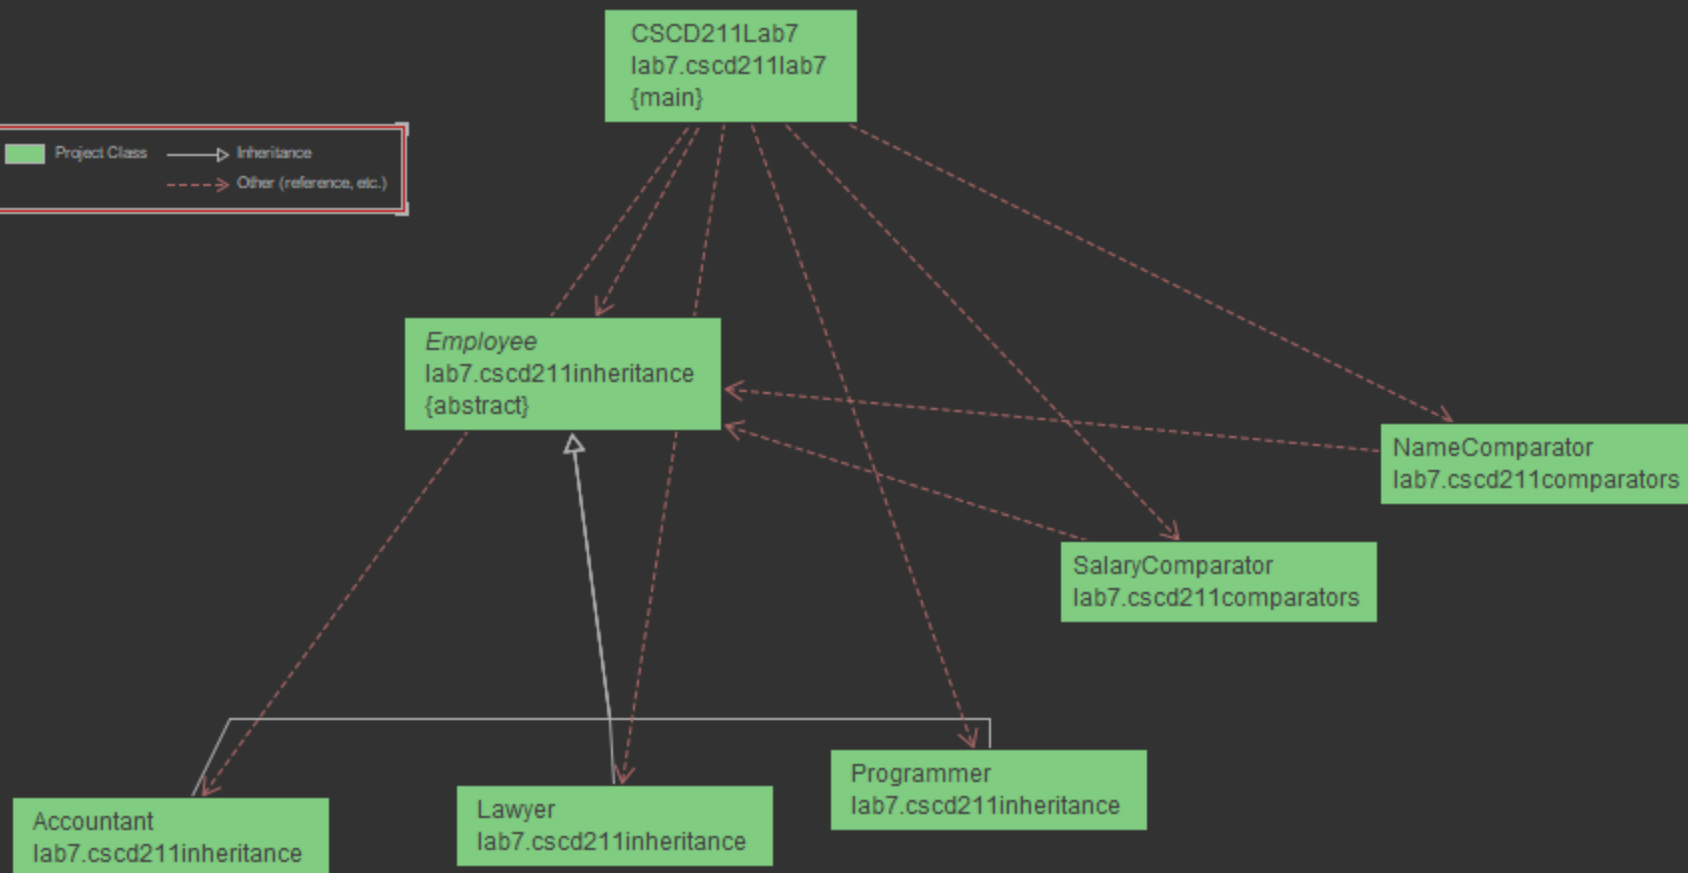 CSCD211Lab7
lab7.cscd211lab7
{main}
Project Class
Inheritance
Other (reference, etc.)
Employee
lab7.cscd211inheritance
{abstract}
NameComparator
lab7.cscd211comparators
SalaryComparator
lab7.cscd211comparators
Programmer
lab7.cscd211inheritance
Lawyer
lab7.cscd211inheritance
Accountant
lab7.cscd211inheritance